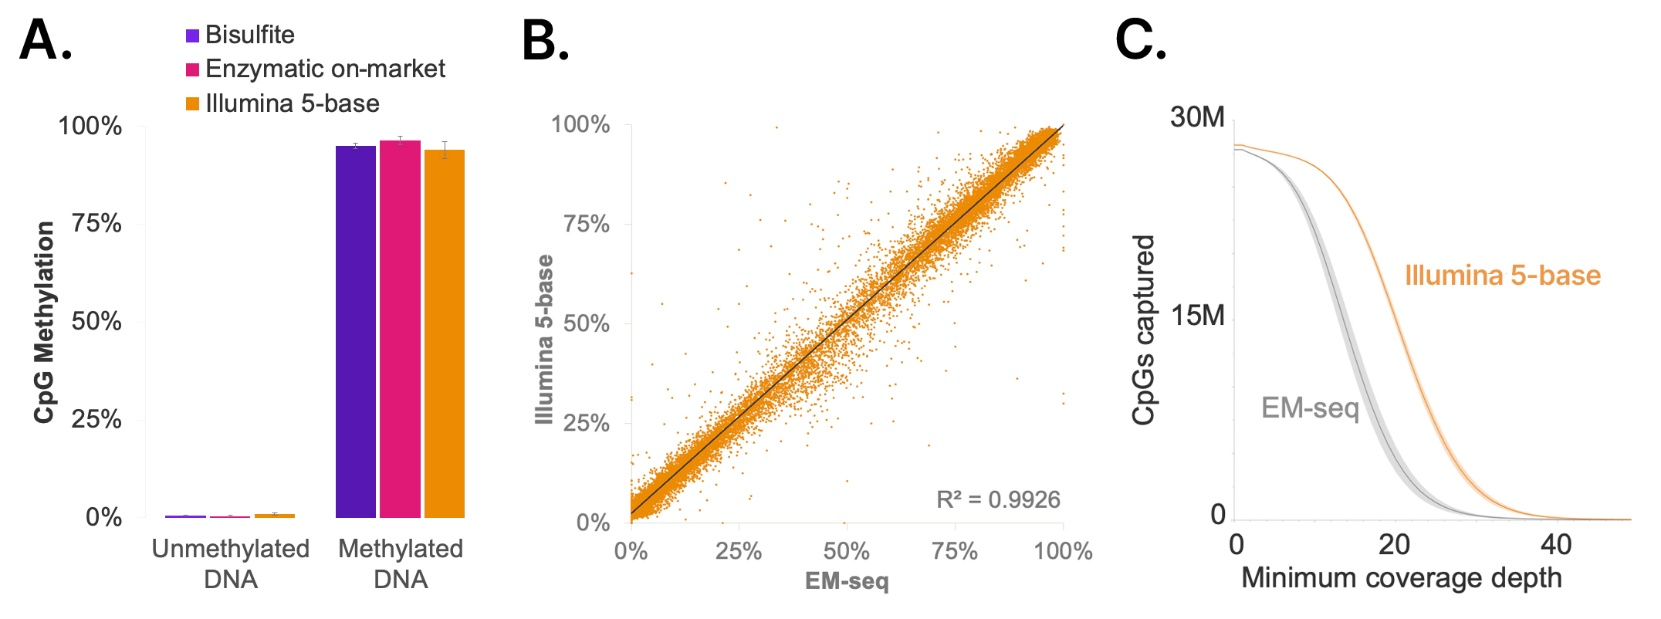 A.
Bisulfite
Enzymatic on-market
Illumina 5-base
100%
75%
50%
25%
0%
CpG Methylation
Unmethylated
DNA
Methylated
DNA
B.
100%
75%
50%
25%
0%
Illumina 5-base
R² = 0.9926
0%
25%
50%
75%
100%
EM-seq
C.
30M
15M
0
CpGs captured
Illumina 5-base
EM-seq
0
20
40
Minimum coverage depth